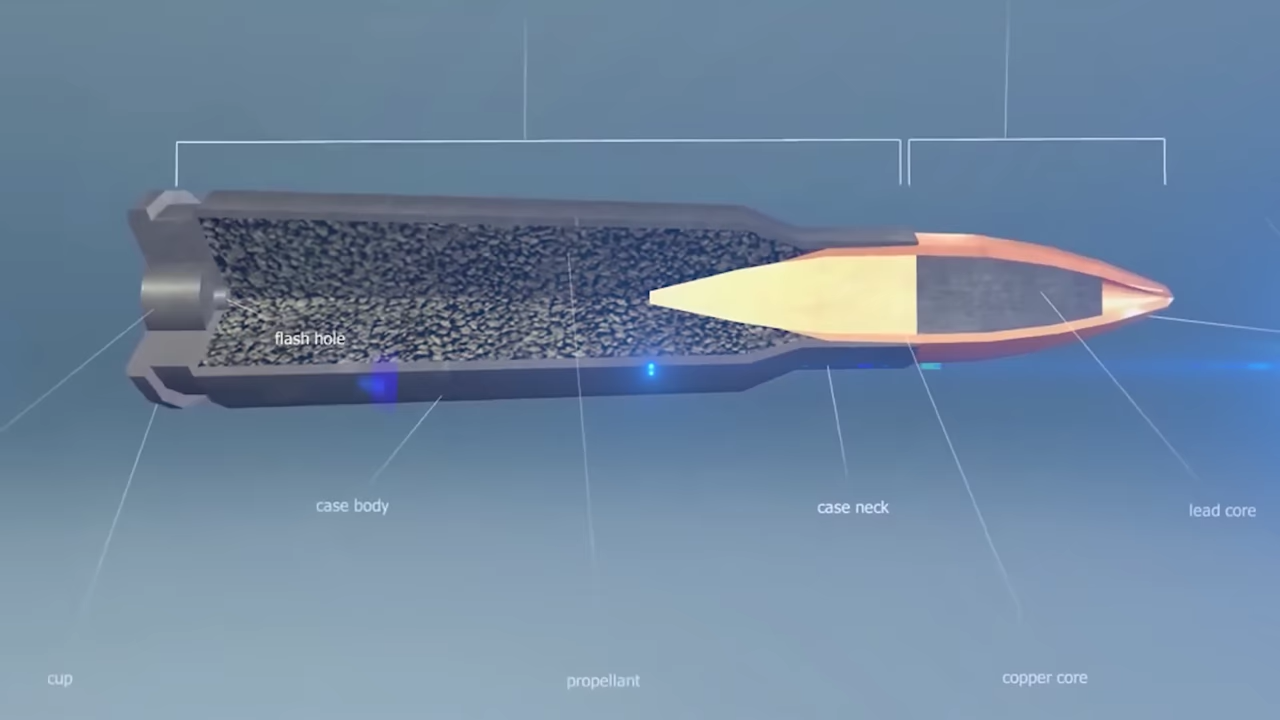 flash hole
case body
case neck
lead core
cup
propellant
copper core